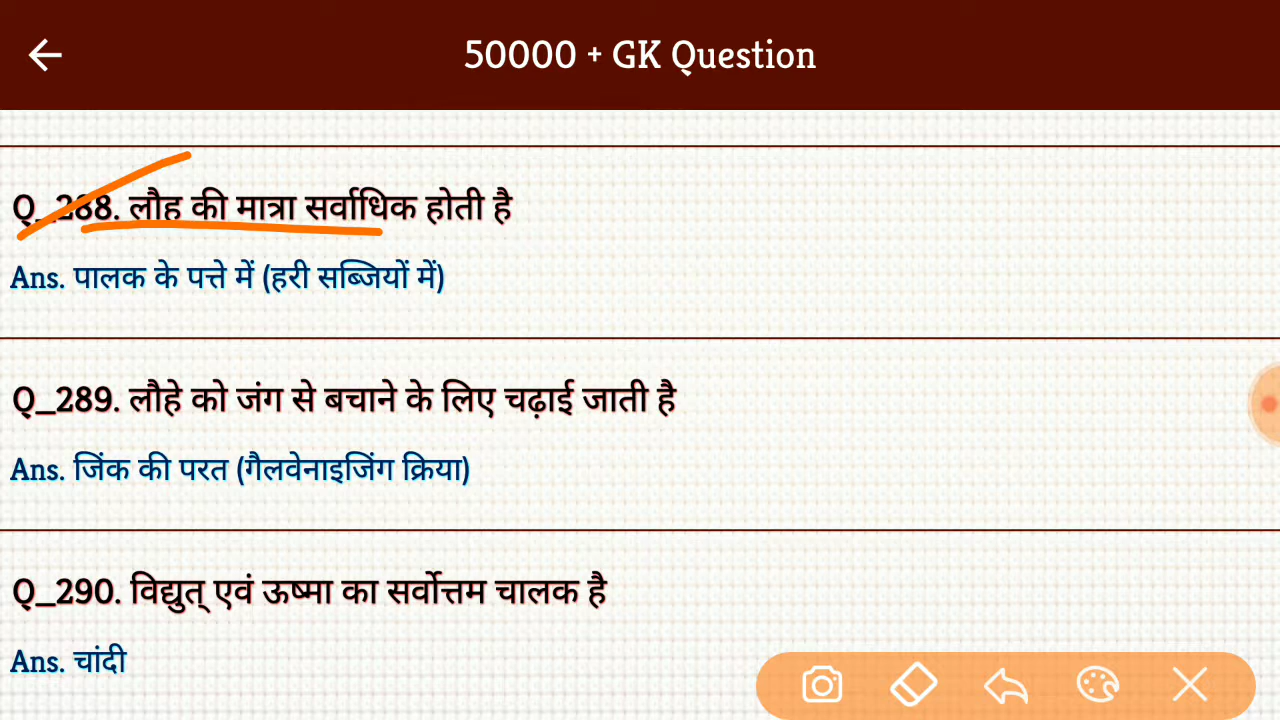 50000 + GK Question
Q_288. लौह की मात्रा सर्वाधिक होती है
Ans. पालक के पत्ते में (हरी सब्जियों में)
Q_289. लौहे को जंग से बचाने के लिए चढ़ाई जाती है
Ans. जिंक की परत (गैलवेनाइजिंग क्रिया)
Q_290. विद्युत् एवं ऊष्मा का सर्वोत्तम चालक है
Ans. चांदी